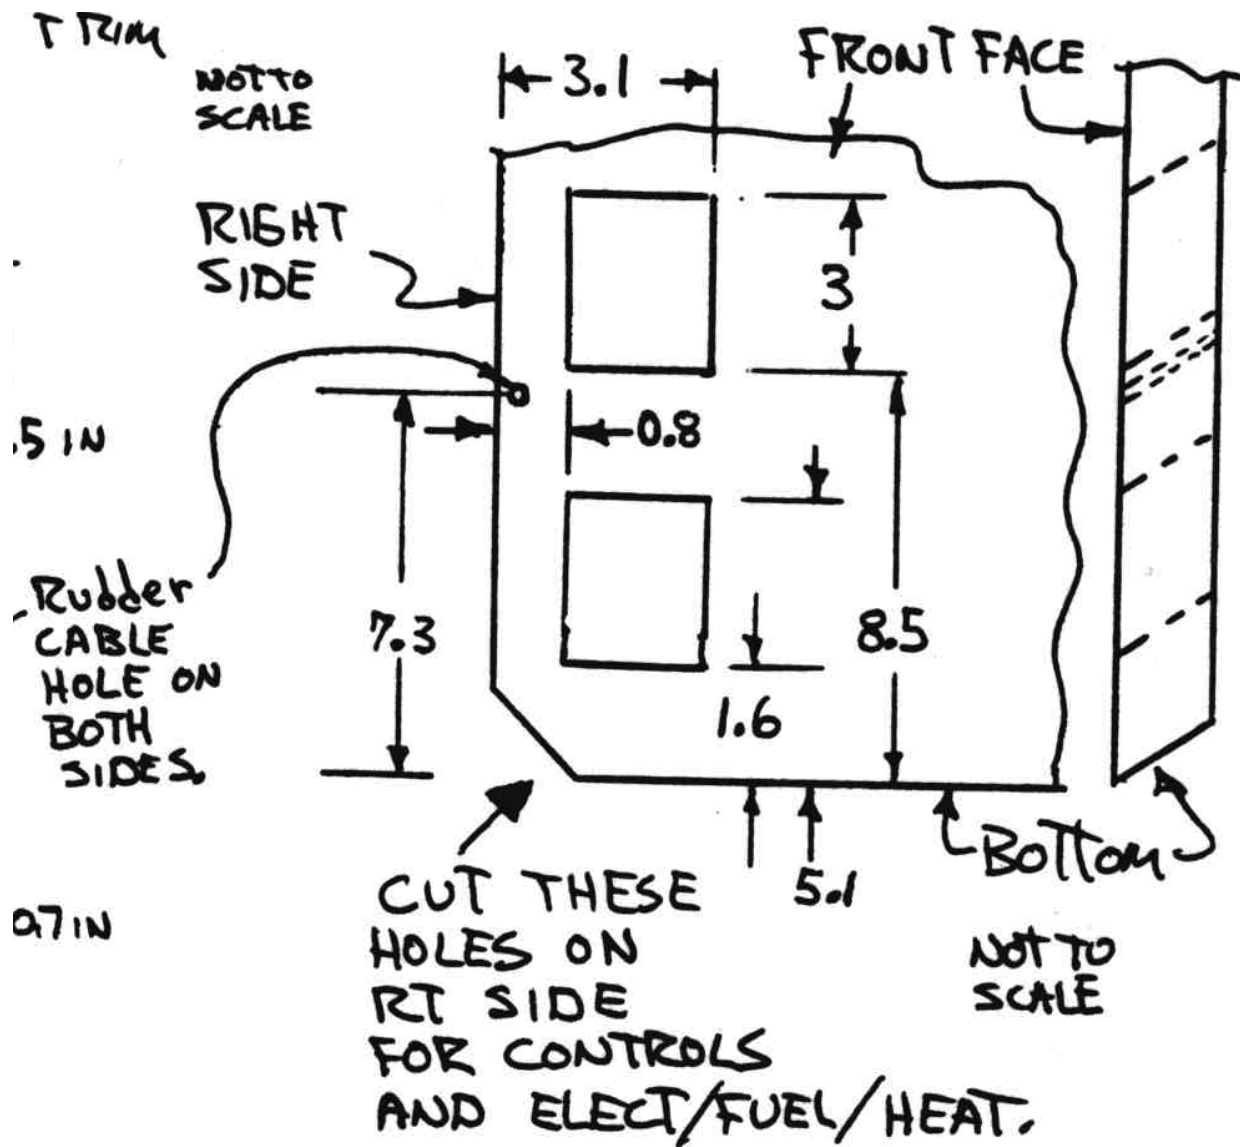 T TRIM
NOT TO
SCALE
3.1
FRONT FACE
RIGHT
SIDE
3
.5 IN
0.8
Rudder
CABLE
HOLE ON
BOTH
SIDES.
7.3
8.5
1.6
5.1
BOTTOM
CUT THESE
HOLES ON
RT SIDE
FOR CONTROLS
AND ELECT/FUEL/HEAT.
0.7 IN
NOT TO
SCALE